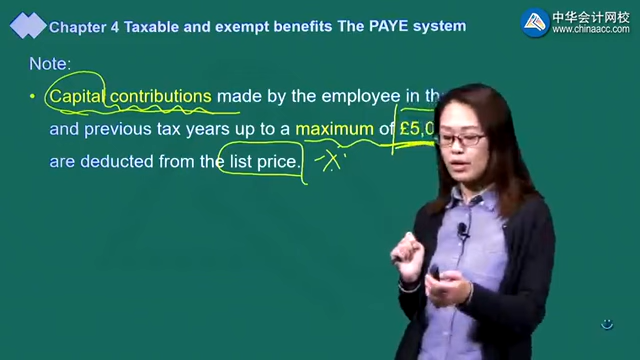 Chapter 4 Taxable and exempt benefits The PAYE system
中华会计网校
www.chinaacc.com
Note:
• Capital contributions made by the employee in
and previous tax years up to a maximum of £5,0
are deducted from the list price.